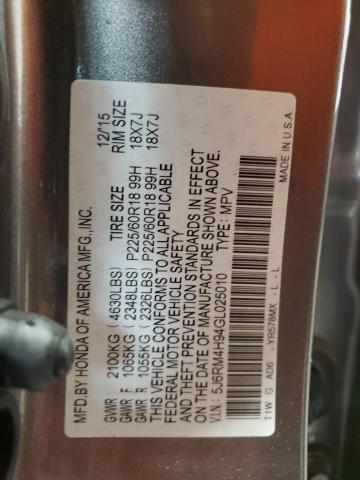 MFD.BY HONDA OF AMERICA MFG.,INC. 12/15
TIRE SIZE RIM SIZE
GVWR 2100KG (4630LBS)
GAWR F 1065KG (2348LBS) P225/60R18 99H 18X7J
GAWR R 1055KG (2326LBS) P225/60R18 99H 18X7J
THIS VEHICLE CONFORMS TO ALL APPLICABLE
FEDERAL MOTOR VEHICLE SAFETY
AND THEFT PREVENTION STANDARDS IN EFFECT
ON THE DATE OF MANUFACTURE SHOWN ABOVE.
V.I.N.: 5J6RM4H94GL025010 TYPE: MPV
T1W G AD6 - YR578MX - L - L MADE IN U.S.A